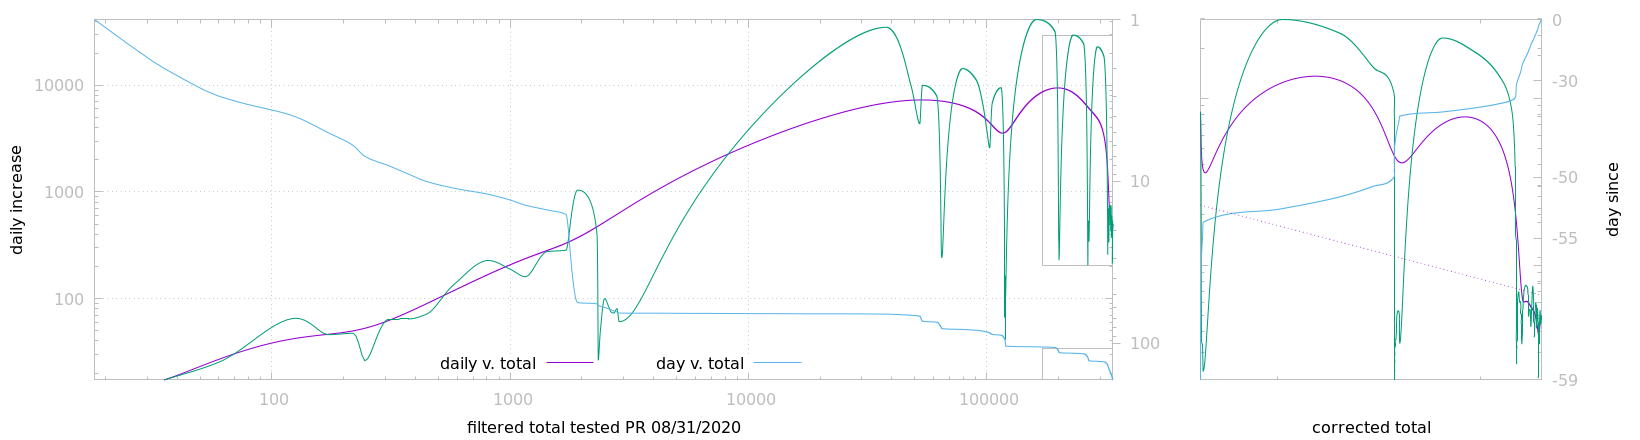 daily increase
10000
1000
100
daily v. total
day v. total
100
1000
10000
100000
filtered total tested PR 08/31/2020
1
10
100
0
-30
-50
-55
-59
day since
corrected total